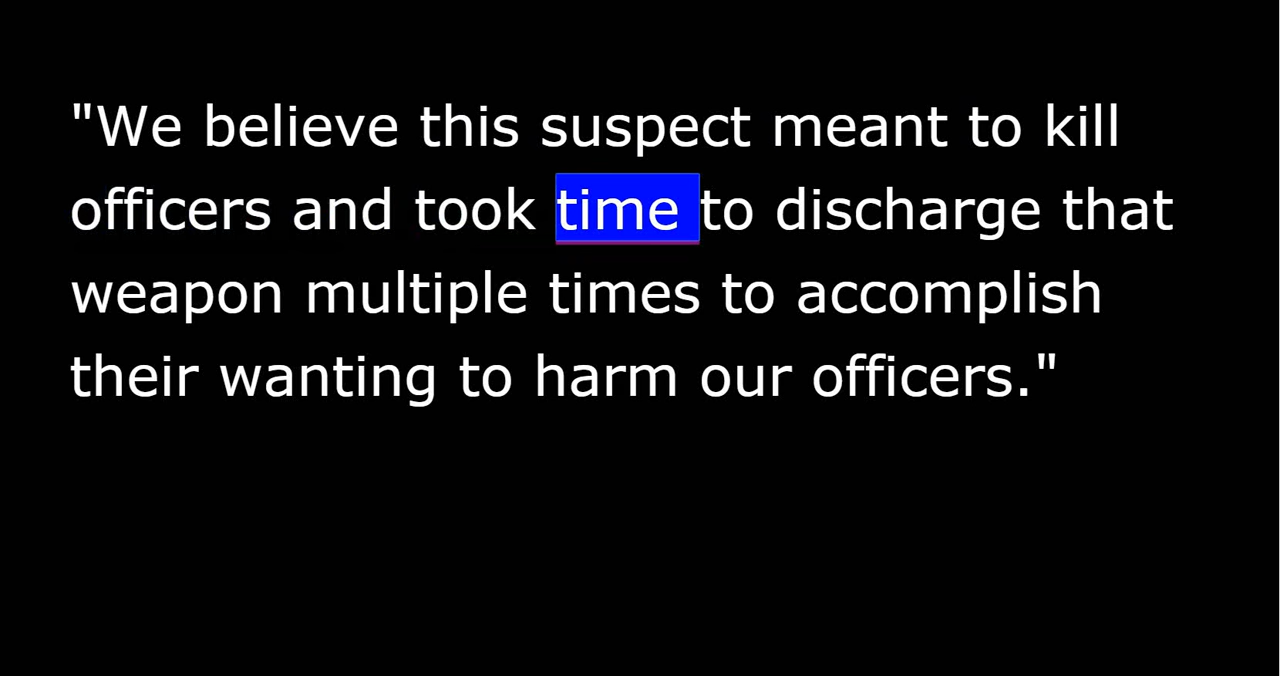 "We believe this suspect meant to kill
officers and took time to discharge that
weapon multiple times to accomplish
their wanting to harm our officers."